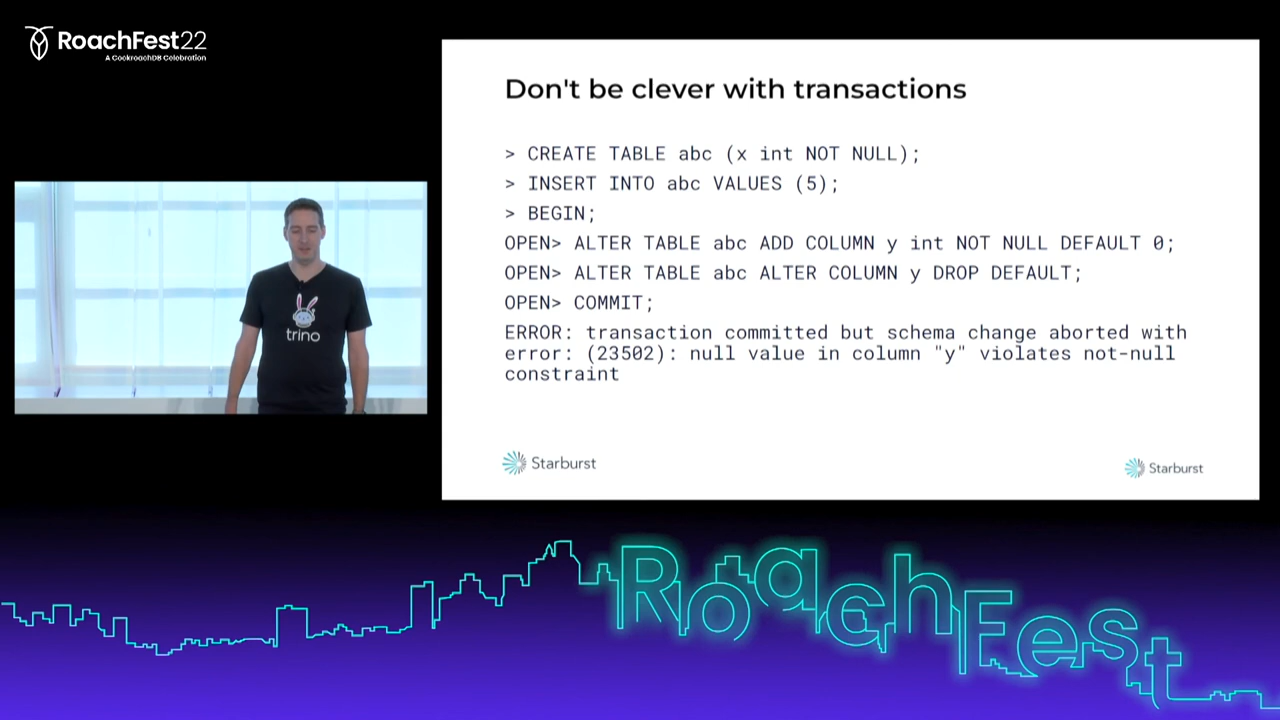 RoachFest22
A CockroachDB Celebration
Don't be clever with transactions
> CREATE TABLE abc (x int NOT NULL);
> INSERT INTO abc VALUES (5);
> BEGIN;
OPEN> ALTER TABLE abc ADD COLUMN y int NOT NULL DEFAULT 0;
OPEN> ALTER TABLE abc ALTER COLUMN y DROP DEFAULT;
OPEN> COMMIT;
ERROR: transaction committed but schema change aborted with
error: (23502): null value in column "y" violates not-null
constraint
trino
Starburst
Starburst
RoachFest